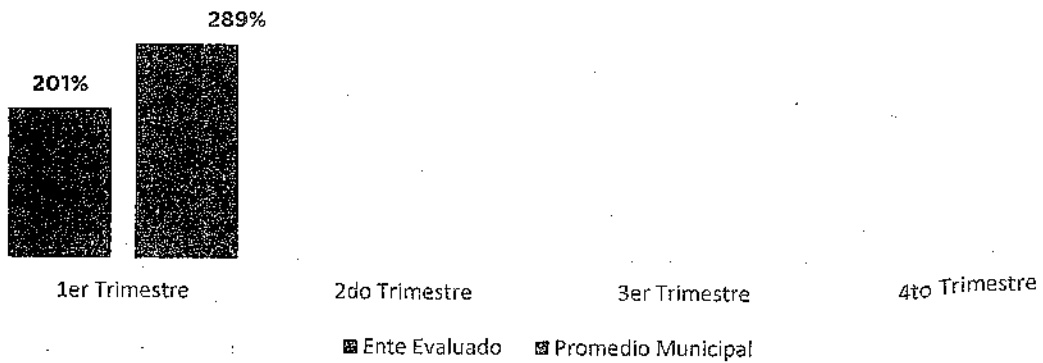 289%
201%
1er Trimestre 2do Trimestre 3er Trimestre 4to Trimestre
Ente Evaluado Promedio Municipal